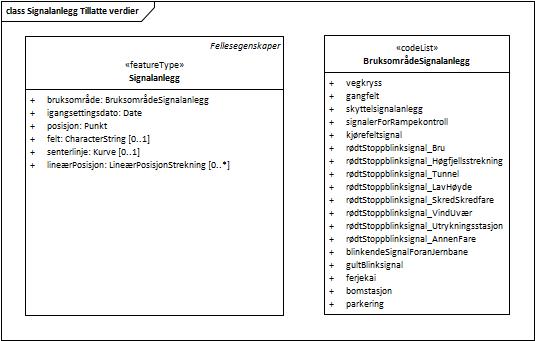 class Signalanlegg Tillatte verdier
Fellesegenskaper
«featureType»
Signalanlegg
+ bruksområde: BruksområdeSignalanlegg
+ igangsettingsdato: Date
+ posisjon: Punkt
+ felt: CharacterString [0..1]
+ senterlinje: Kurve [0..1]
+ lineærPosisjon: LineærPosisjonStrekning [0..*]
«codeList»
BruksområdeSignalanlegg
+ vegkryss
+ gangfelt
+ skyttelsignalanlegg
+ signalerForRampekontroll
+ kjørefeltsignal
+ rødtStoppblinksignal_Bru
+ rødtStoppblinksignal_Høgfjellsstrekning
+ rødtStoppblinksignal_Tunnel
+ rødtStoppblinksignal_LavHøyde
+ rødtStoppblinksignal_SkredSkredfare
+ rødtStoppblinksignal_VindUvær
+ rødtStoppblinksignal_Utrykningsstasjon
+ rødtStoppblinksignal_AnnenFare
+ blinkendeSignalForanJernbane
+ gultBlinksignal
+ ferjekai
+ bomstasjon
+ parkering